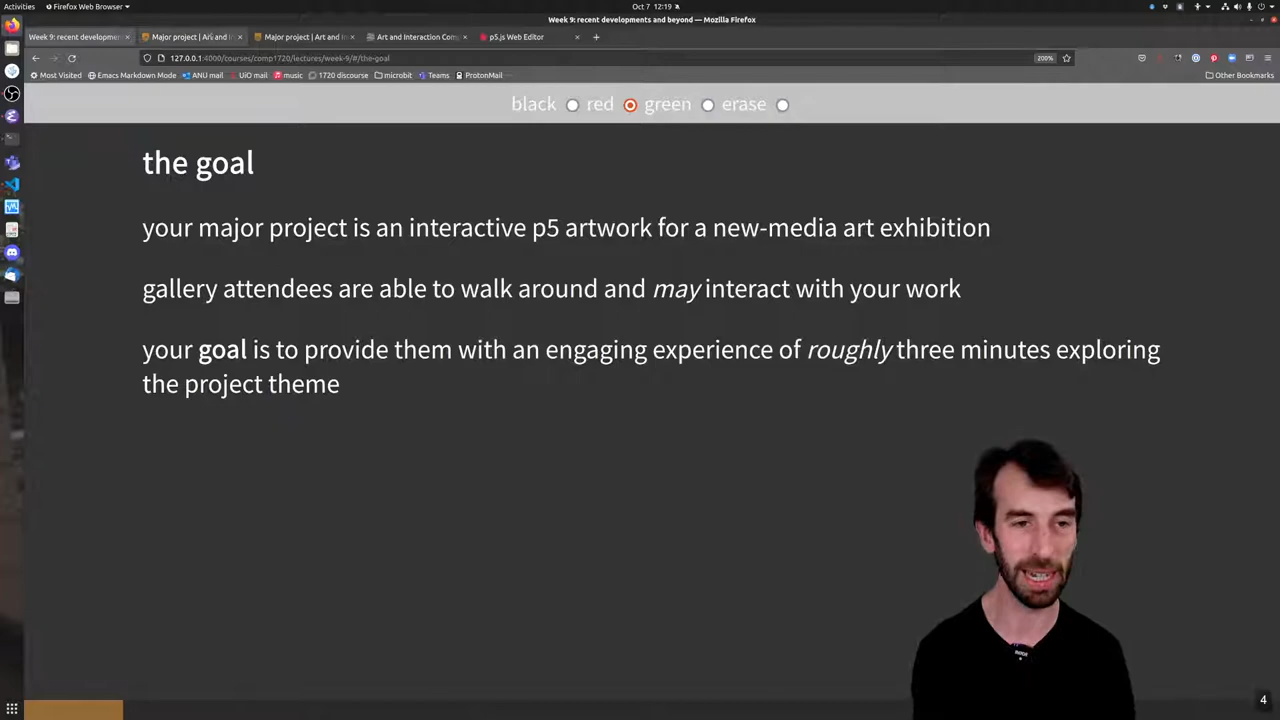 Activities
Firefox Web Browser
Oct 7 12:19
Week 9: recent developments and beyond — Mozilla Firefox
Week 9: recent developmen
Major project | Art and In
Major project | Art and In
Art and Interaction Comp
p5.js Web Editor
127.0.0.1:4000/courses/comp1720/lectures/week-9/#/the-goal
200%
Most Visited
Emacs Markdown Mode
ANU mail
UiO mail
music
1720 discourse
microbit
Teams
ProtonMail
Other Bookmarks
black red green erase
the goal
your major project is an interactive p5 artwork for a new-media art exhibition
gallery attendees are able to walk around and may interact with your work
your goal is to provide them with an engaging experience of roughly three minutes exploring
the project theme
4